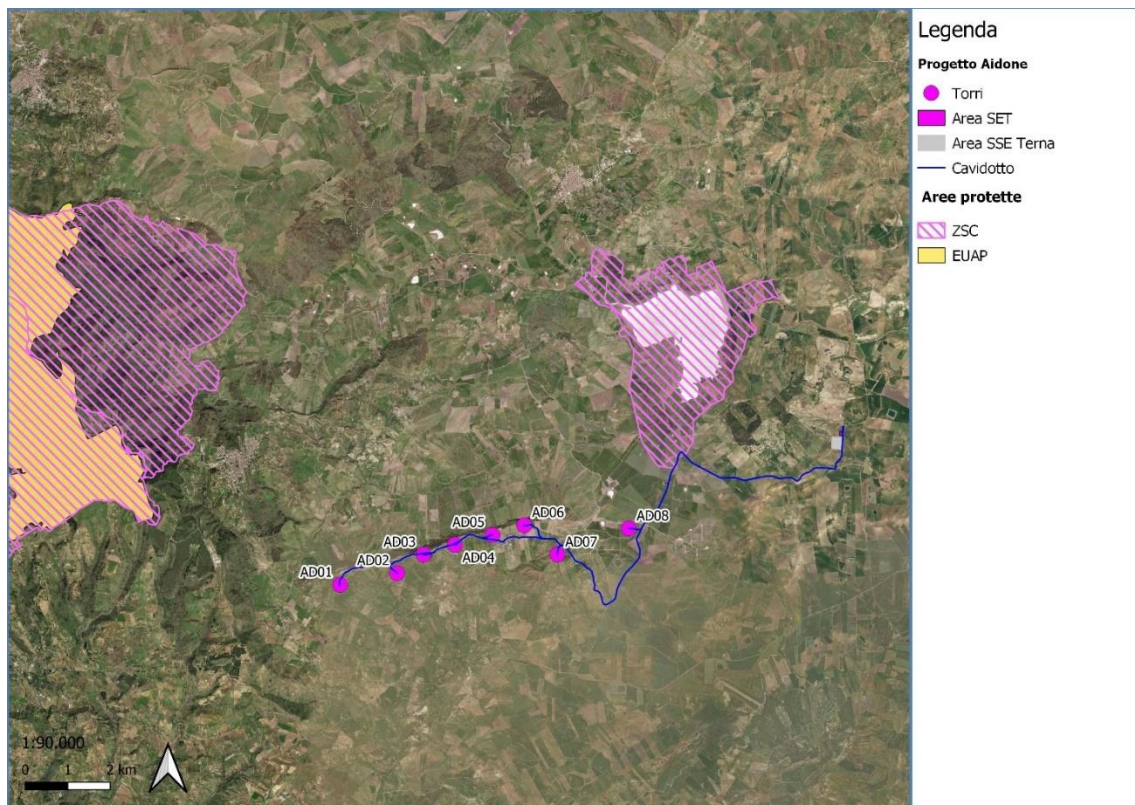 Legenda
Progetto Aidone
Torri
Area SET
Area SSE Terna
Cavidotto
Aree protette
ZSC
EUAP
AD06
AD05
AD08
AD03
AD04
AD07
AD02
AD01
1:90.000
0 1 2 km